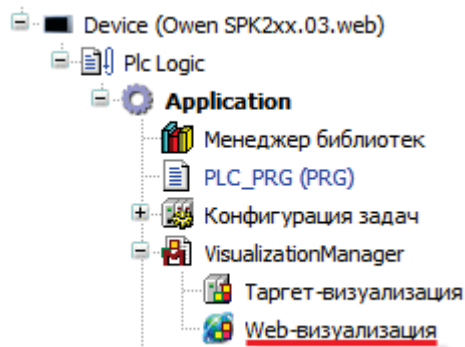 Device (Owen SPK2xx.03.web)
Plc Logic
Application
Менеджер библиотек
PLC_PRG (PRG)
Конфигурация задач
VisualizationManager
Таргет-визуализация
Web-визуализация